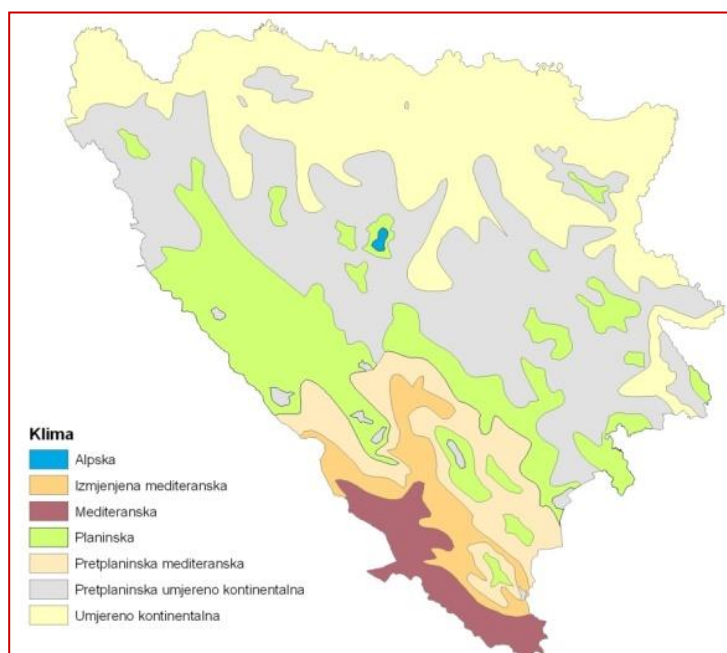 Klima
Alpska
Izmjenjena mediteranska
Mediteranska
Planinska
Pretplaninska mediteranska
Pretplaninska umjereno kontinentalna
Umjereno kontinentalna